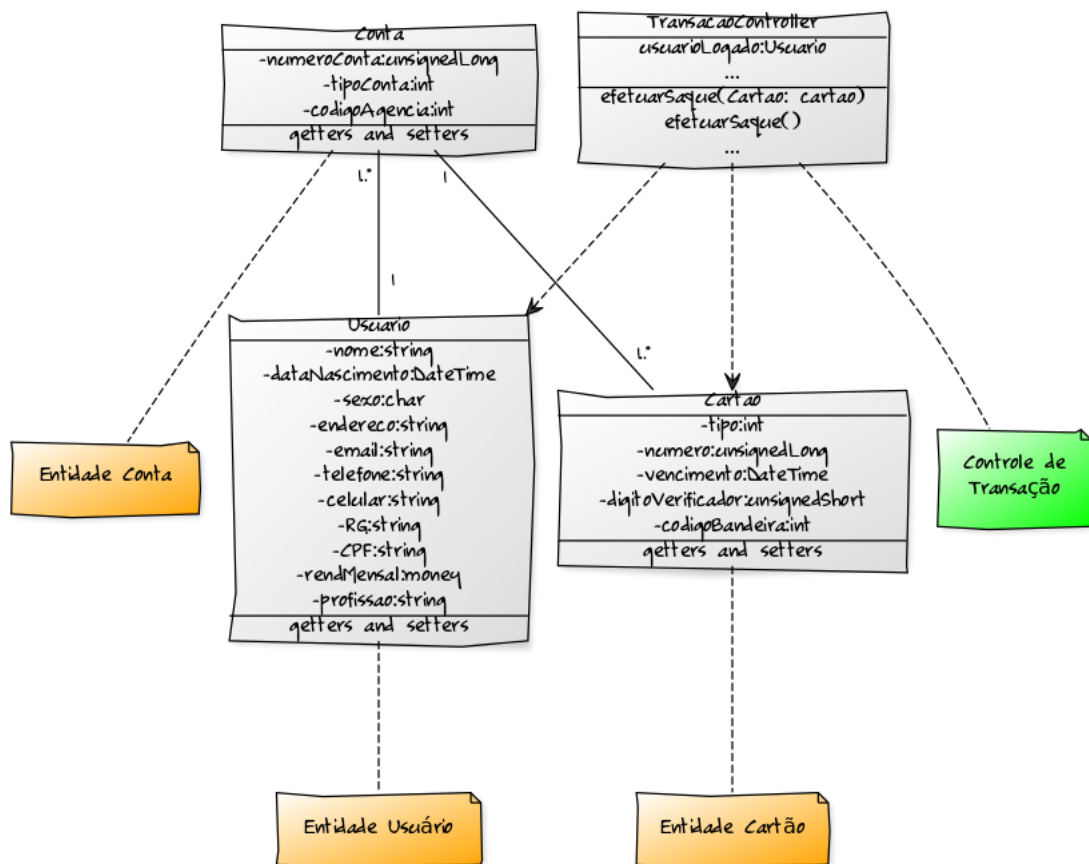 Conta
-numeroConta:unsignedLong
-tipoConta:int
-codigoAgencia:int
getters and setters
TransacaoController
usuarioLogado:Usuario
...
efetuarSaque(Cartao: cartao)
efetuarSaque()
...
1..*
1
1
1..*
Usuario
-nome:string
-dataNascimento:DateTime
-sexo:char
-endereco:string
-email:string
-telefone:string
-celular:string
-RG:string
-CPF:string
-rendMensal:money
-profissao:string
getters and setters
Cartao
-tipo:int
-numero:unsignedLong
-vencimento:DateTime
-digitoVerificador:unsignedShort
-codigoBandeira:int
getters and setters
Entidade Conta
Controle de
Transação
Entidade Usuário
Entidade Cartão